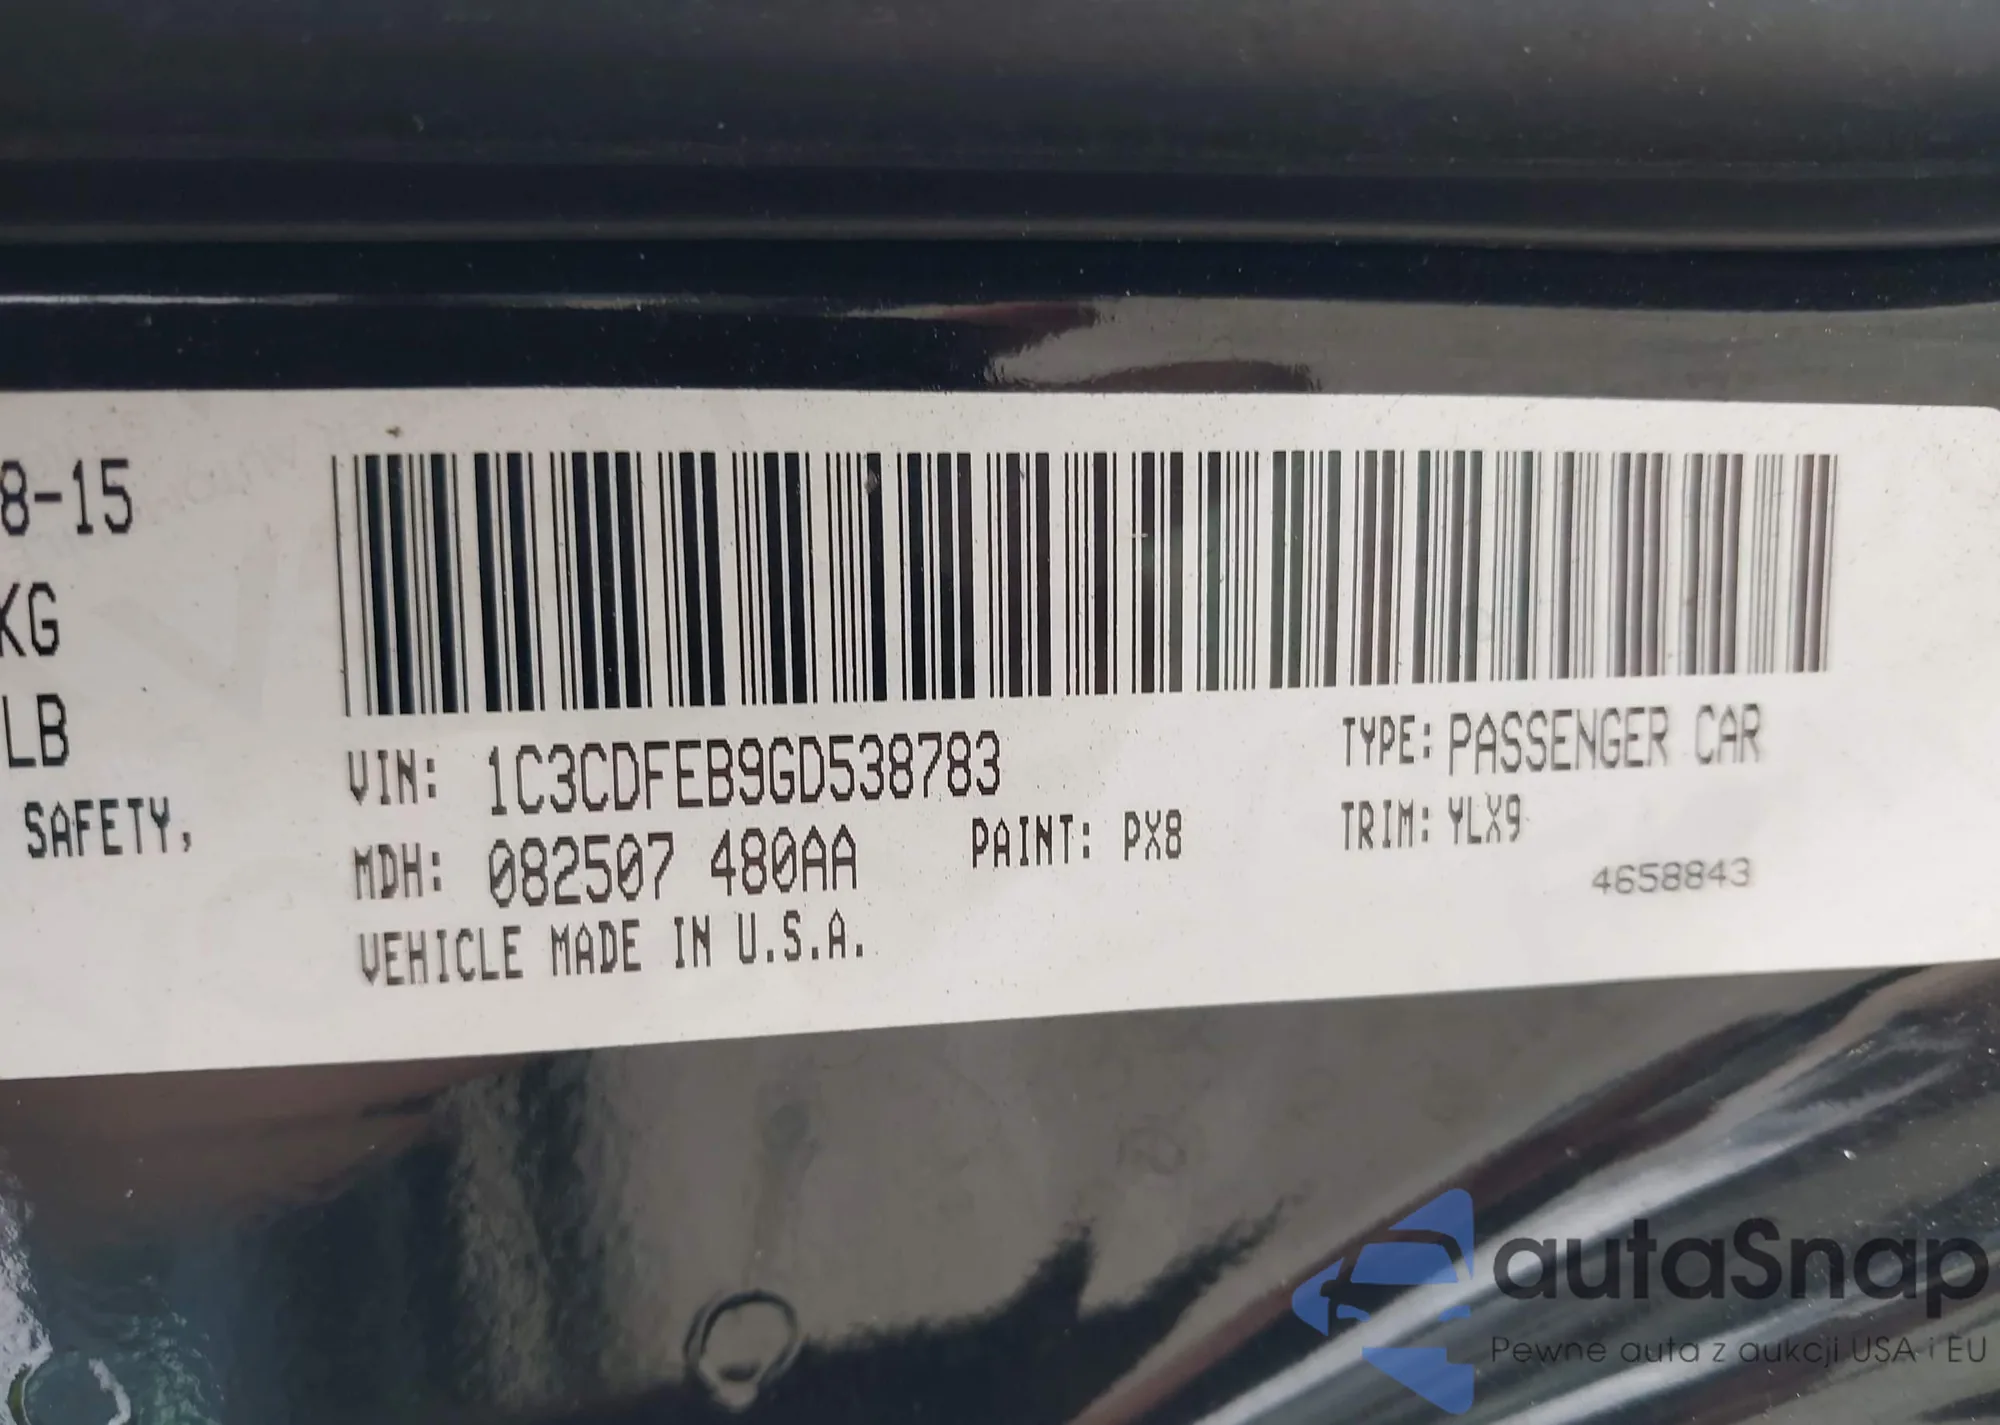 8-15
KG
LB
SAFETY,
VIN: 1C3CDFEB9GD538783
TYPE: PASSENGER CAR
MDH: 082507 480AA
PAINT: PX8
TRIM: YLX9
4658843
VEHICLE MADE IN U.S.A.
autaSnap
Pewne auta z aukcji USA i EU